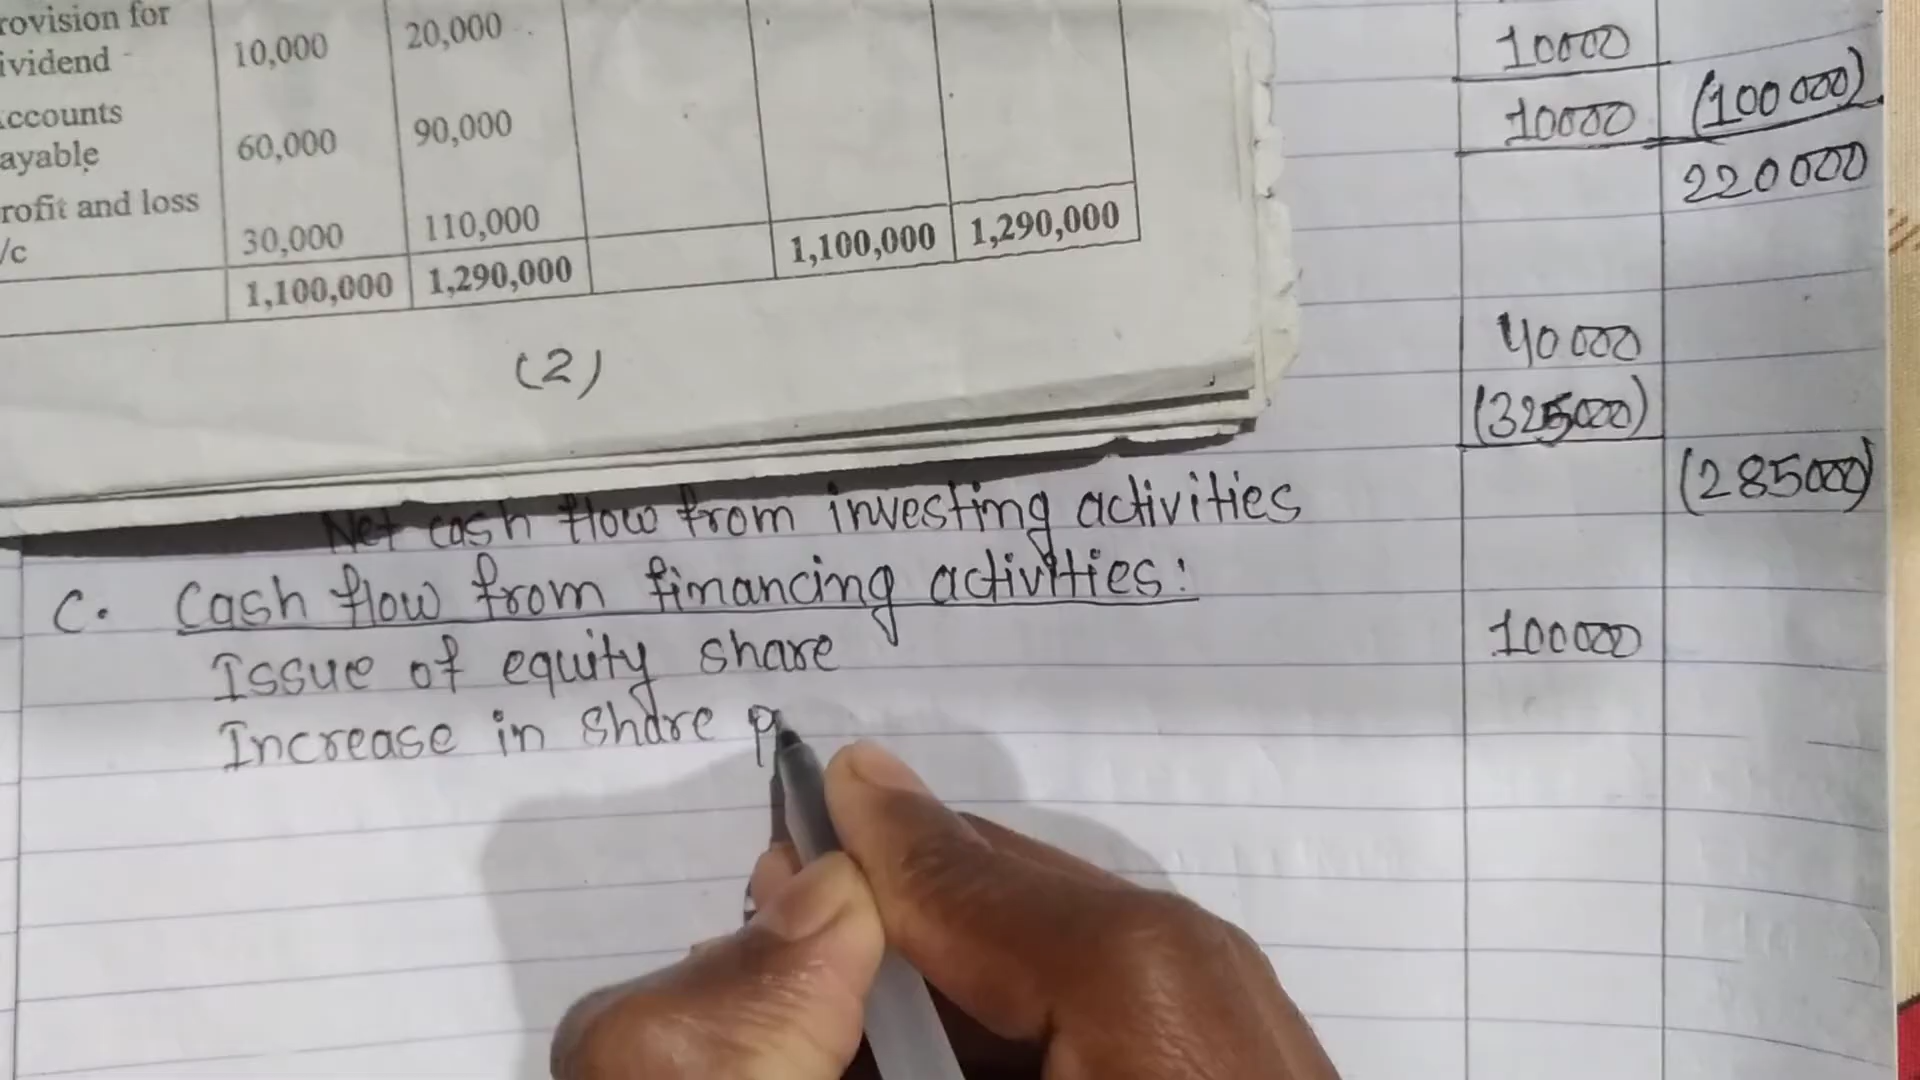 rovision for
ividend - 10,000 20,000
ccounts
ayable 60,000 90,000
rofit and loss
/c 30,000 110,000
1,100,000 1,290,000 1,100,000 1,290,000
(2)
10000
10000 (100000)
220000
40000
(325000)
Net cash flow from investing activities (285000)
C. Cash flow from financing activities:
Issue of equity share 100000
Increase in share p